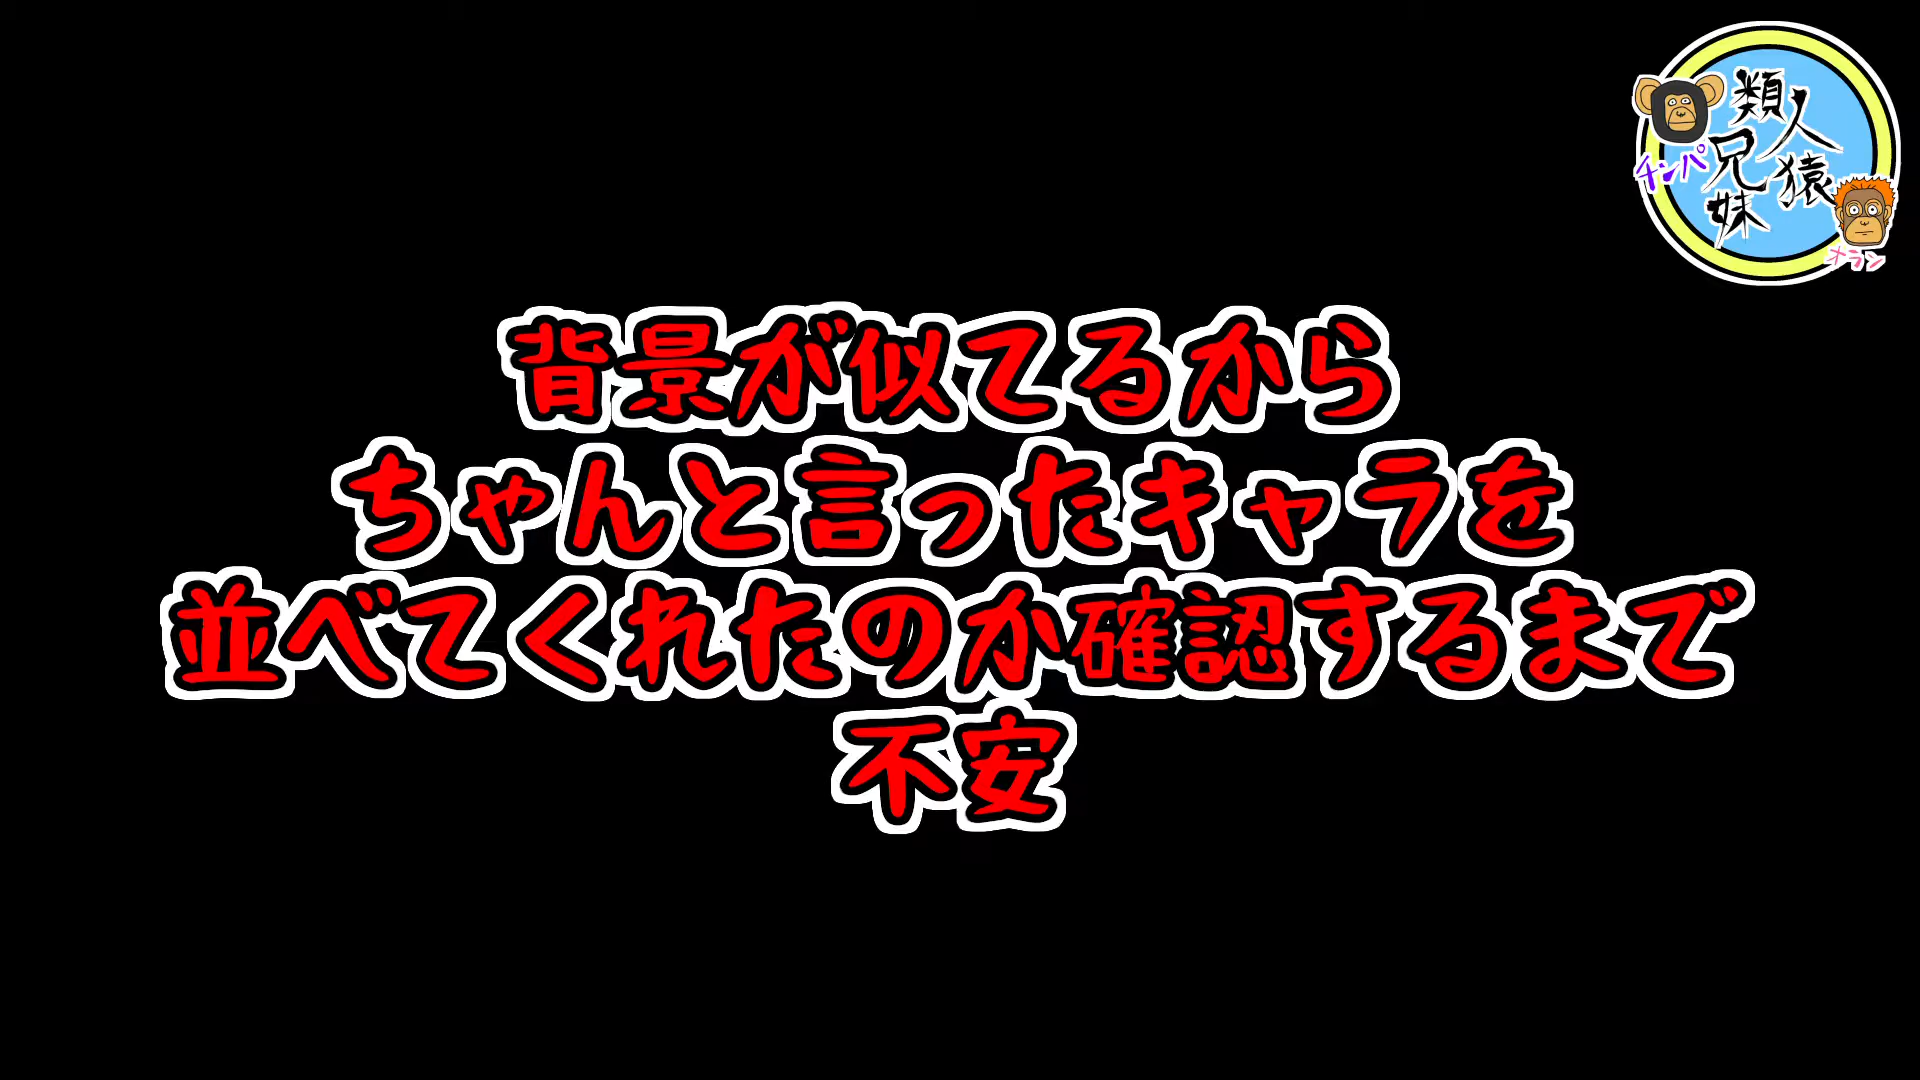 背景が似てるから
ちゃんと言ったキャラを
並べてくれたのか確認するまで
不安
類人猿
兄妹
チンパ
オラン